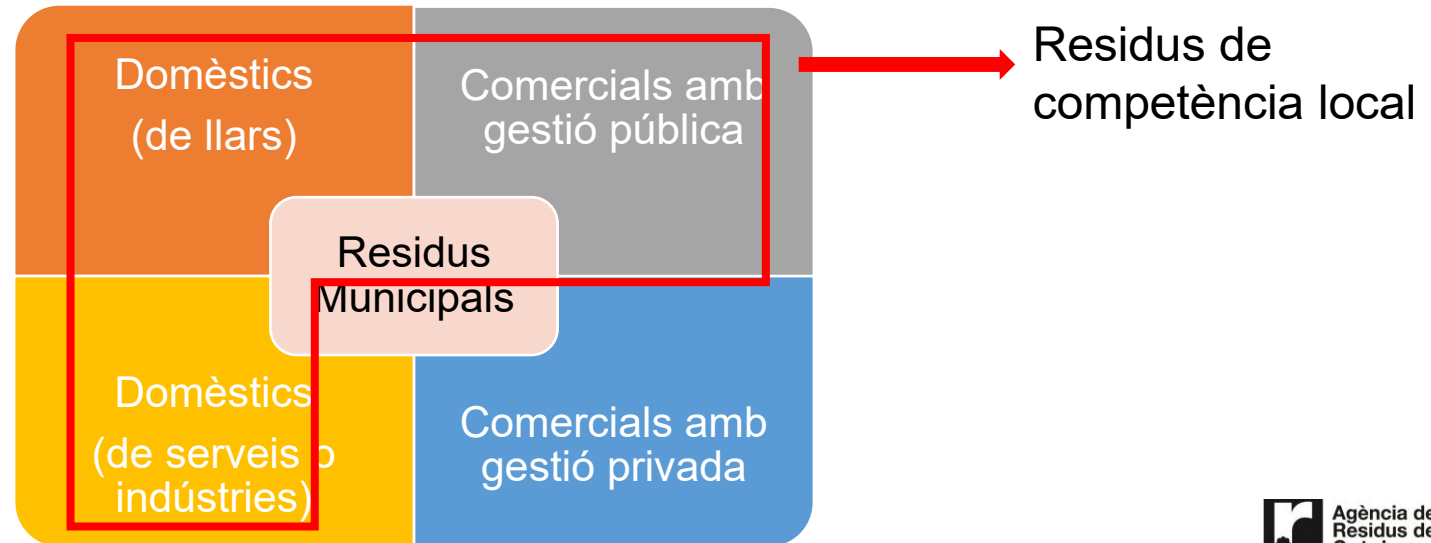 Domèstics
(de llars)
Comercials amb
gestió pública
Residus de
competència local
Residus
Municipals
Domèstics
(de serveis o
indústries)
Comercials amb
gestió privada
Agència de
Residus de